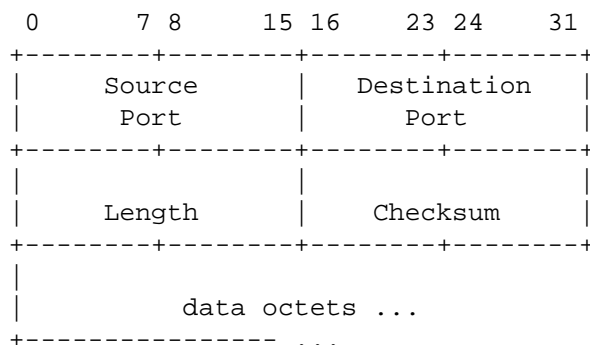 0      7 8     15 16    23 24    31
+--------+--------+--------+--------+
|     Source      |   Destination   |
|      Port       |      Port       |
+--------+--------+--------+--------+
|                 |                 |
|     Length      |    Checksum     |
+--------+--------+--------+--------+
|
|          data octets ...
+---------------- ...